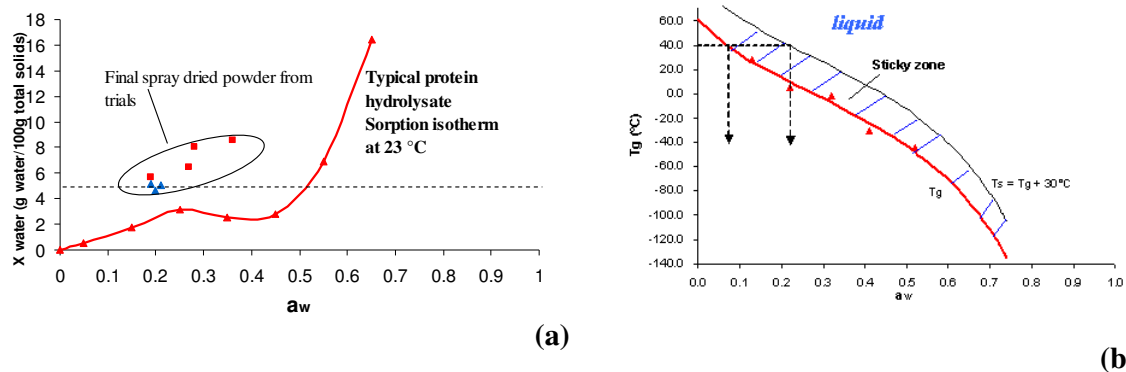 X water (g water/100g total solids)
18
16
14
12
10
8
6
4
2
0
Final spray dried powder from
trials
Typical protein
hydrolysate
Sorption isotherm
at 23 °C
0
0.1
0.2
0.3
0.4
0.5
0.6
0.7
0.8
0.9
1
aw
(a)
Tg (°C)
60.0
40.0
20.0
0.0
-20.0
-40.0
-60.0
-80.0
-100.0
-120.0
-140.0
liquid
Sticky zone
Tg
Ts = Tg + 30°C
0.0
0.1
0.2
0.3
0.4
0.5
0.6
0.7
0.8
0.9
1.0
aw
(b